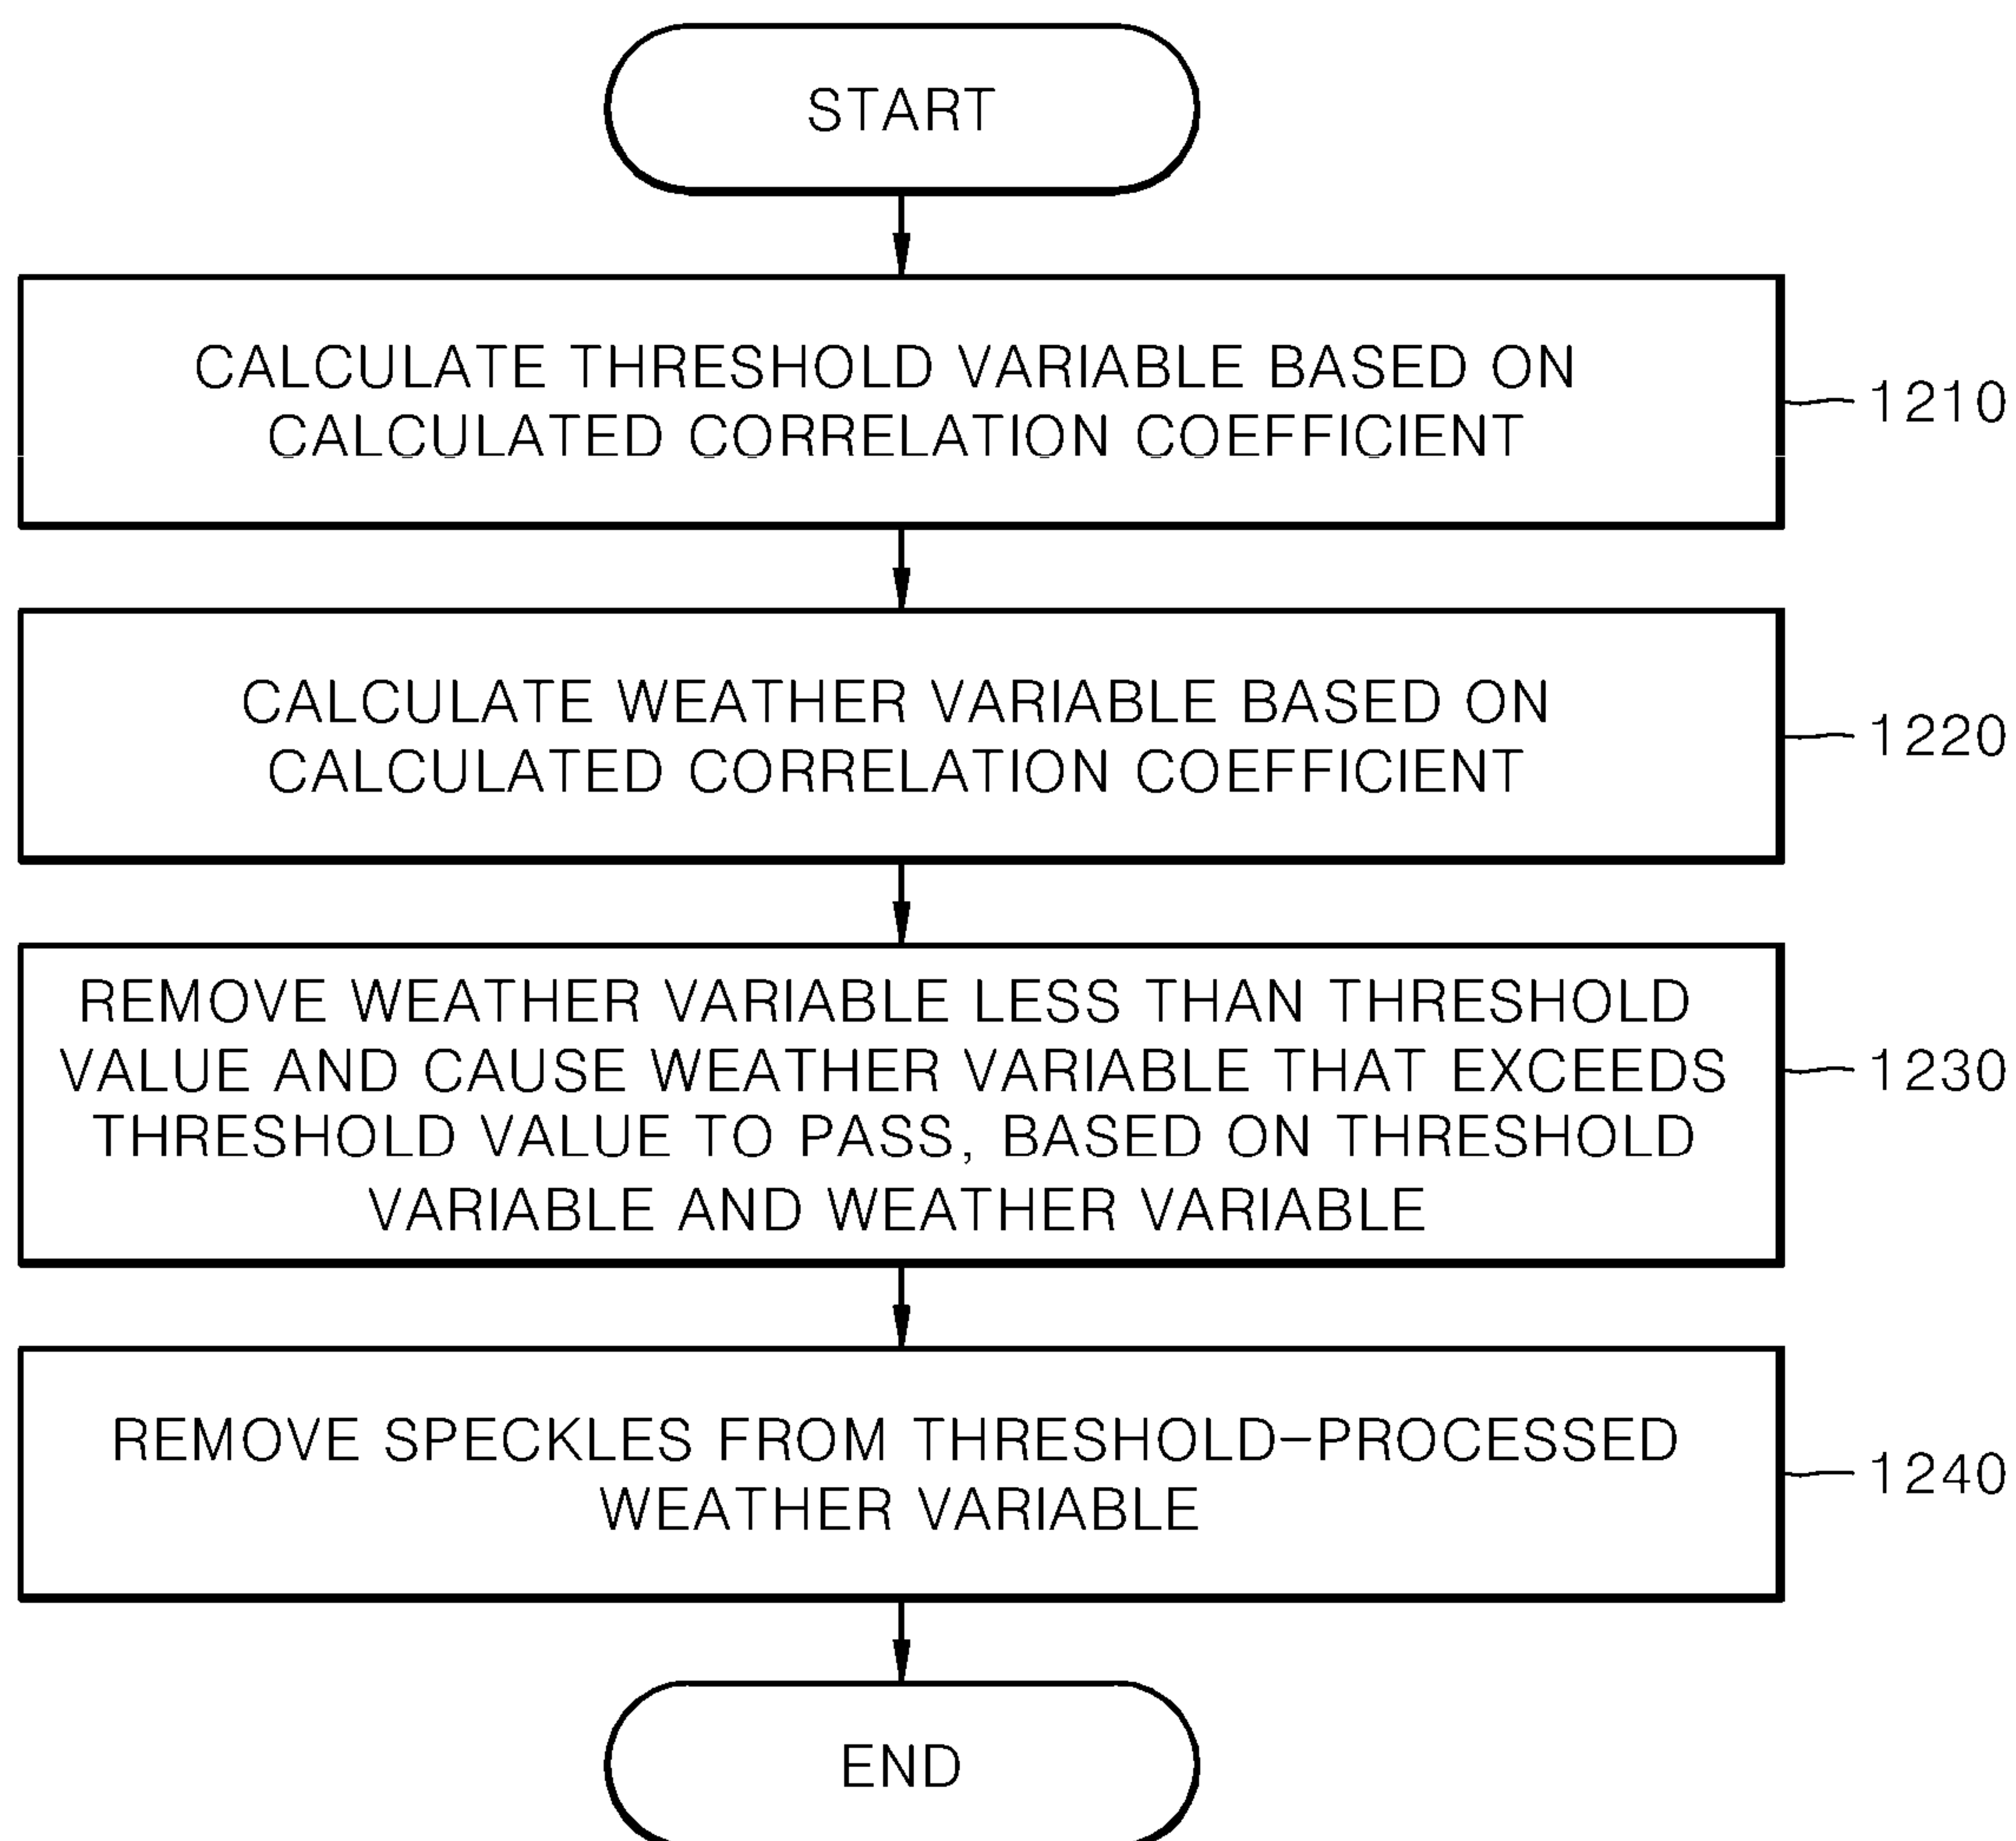 START
CALCULATE THRESHOLD VARIABLE BASED ON
CALCULATED CORRELATION COEFFICIENT
1210
CALCULATE WEATHER VARIABLE BASED ON
CALCULATED CORRELATION COEFFICIENT
1220
REMOVE WEATHER VARIABLE LESS THAN THRESHOLD
VALUE AND CAUSE WEATHER VARIABLE THAT EXCEEDS
THRESHOLD VALUE TO PASS, BASED ON THRESHOLD
VARIABLE AND WEATHER VARIABLE
1230
REMOVE SPECKLES FROM THRESHOLD-PROCESSED
WEATHER VARIABLE
1240
END